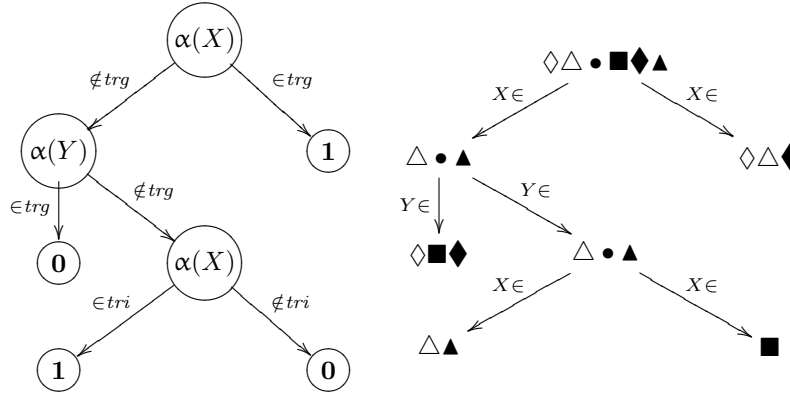 α(X)
∉trg
∈trg
α(Y)
1
∈trg
∉trg
0
α(X)
∈tri
∉tri
1
0
◊△•■◆▲
X∈
X∈
△•▲
◊△◆
Y∈
Y∈
◊■◆
△•▲
X∈
X∈
△▲
■